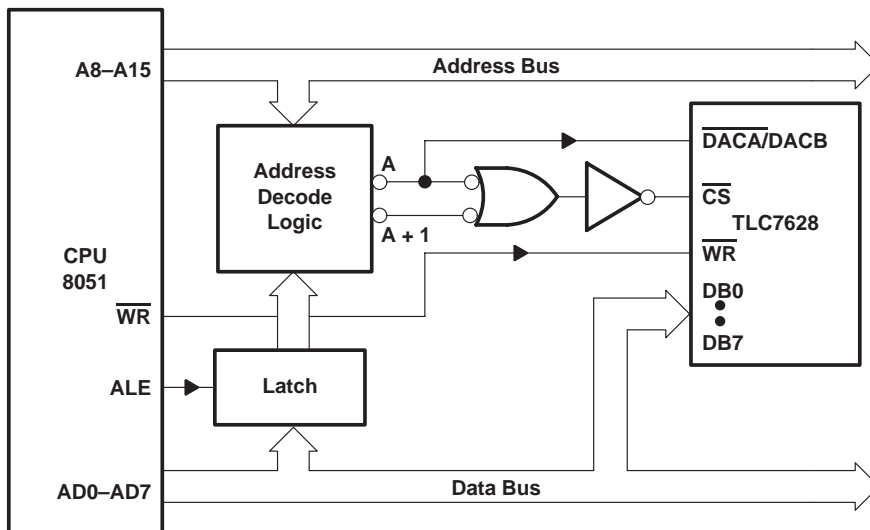 A8–A15
Address Bus
Address
Decode
Logic
A
A + 1
DACA/DACB
CS
TLC7628
WR
DB0
DB7
CPU
8051
WR
ALE
Latch
AD0–AD7
Data Bus